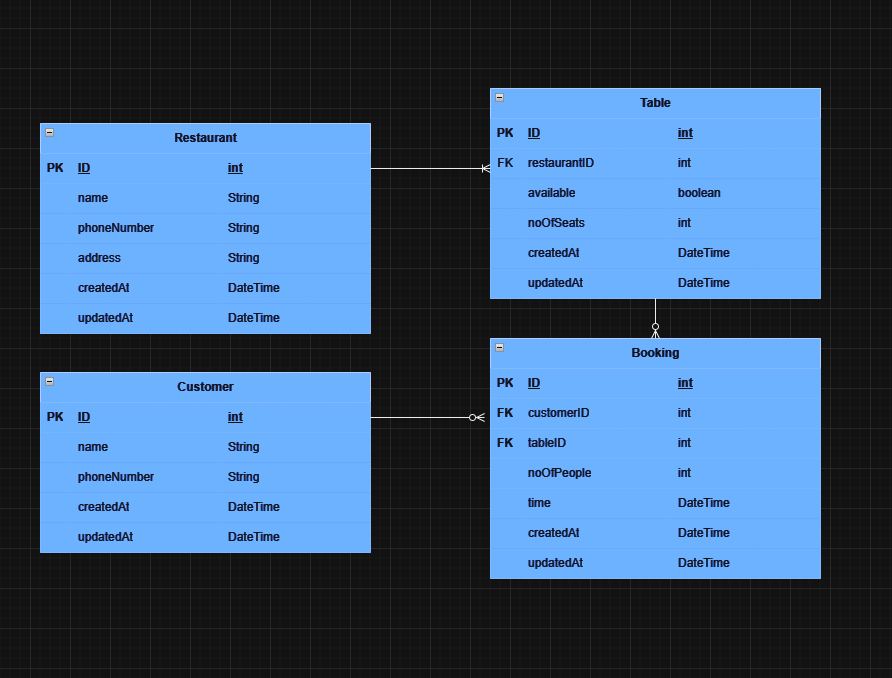 Restaurant
PK ID int
name String
phoneNumber String
address String
createdAt DateTime
updatedAt DateTime
Table
PK ID int
FK restaurantID int
available boolean
noOfSeats int
createdAt DateTime
updatedAt DateTime
Customer
PK ID int
name String
phoneNumber String
createdAt DateTime
updatedAt DateTime
Booking
PK ID int
FK customerID int
FK tableID int
noOfPeople int
time DateTime
createdAt DateTime
updatedAt DateTime